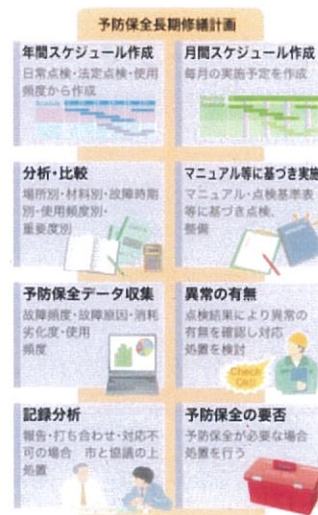 予防保全長期修繕計画
年間スケジュール作成
日常点検・法定点検・使用
頻度から作成
月間スケジュール作成
毎月の実施予定を作成
分析・比較
場所別・材料別・故障時期
別・使用頻度別・
重要度別
マニュアル等に基づき実施
マニュアル・点検基準表
等に基づき点検、
整備
予防保全データ収集
故障頻度・故障原因・消耗
劣化度・使用
頻度
異常の有無
点検結果により異常の
有無を確認し対応
処置を検討
Check
OK!!
記録分析
報告・打ち合わせ・対応不
可の場合　市と協議の上
処置
予防保全の要否
予防保全が必要な場合
処置を行う